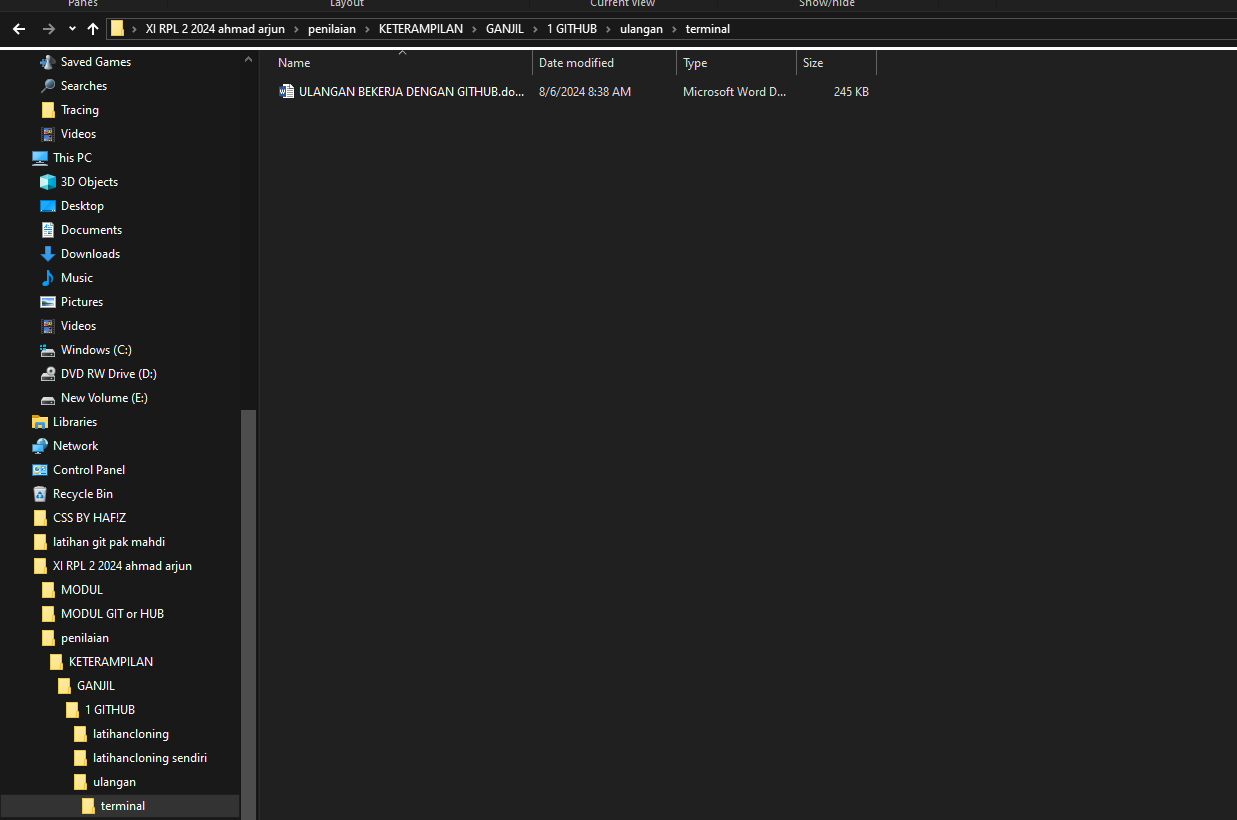 Panes Layout Current view Show/hide
XI RPL 2 2024 ahmad arjun penilaian KETERAMPILAN GANJIL 1 GITHUB ulangan terminal
Name Date modified Type Size
ULANGAN BEKERJA DENGAN GITHUB.do... 8/6/2024 8:38 AM Microsoft Word D... 245 KB
Saved Games
Searches
Tracing
Videos
This PC
3D Objects
Desktop
Documents
Downloads
Music
Pictures
Videos
Windows (C:)
DVD RW Drive (D:)
New Volume (E:)
Libraries
Network
Control Panel
Recycle Bin
CSS BY HAF!Z
latihan git pak mahdi
XI RPL 2 2024 ahmad arjun
MODUL
MODUL GIT or HUB
penilaian
KETERAMPILAN
GANJIL
1 GITHUB
latihancloning
latihancloning sendiri
ulangan
terminal